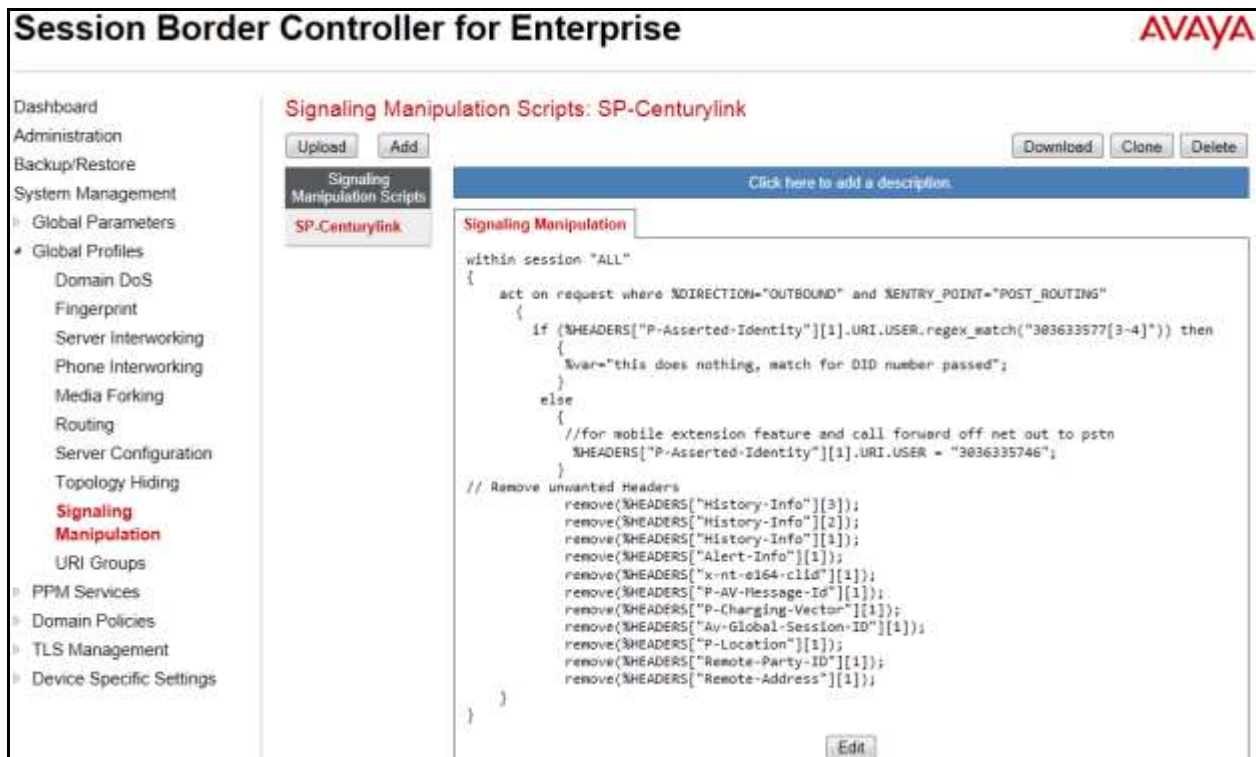 Session Border Controller for Enterprise
AVAYA
Dashboard
Administration
Backup/Restore
System Management
Global Parameters
Global Profiles
Domain DoS
Fingerprint
Server Interworking
Phone Interworking
Media Forking
Routing
Server Configuration
Topology Hiding
Signaling
Manipulation
URI Groups
PPM Services
Domain Policies
TLS Management
Device Specific Settings
Signaling Manipulation Scripts: SP-Centurylink
Upload Add Download Clone Delete
Signaling
Manipulation Scripts
SP-Centurylink
Click here to add a description.
Signaling Manipulation
within session "ALL"
{
act on request where %DIRECTION="OUTBOUND" and %ENTRY_POINT="POST_ROUTING"
{
if (%HEADERS["P-Asserted-Identity"][1].URI.USER.regex_match("303633577[3-4]")) then
{
%var="this does nothing, match for DID number passed";
}
else
{
//for mobile extension feature and call forward off net out to pstn
%HEADERS["P-Asserted-Identity"][1].URI.USER = "3036335746";
}
// Remove unwanted Headers
remove(%HEADERS["History-Info"][3]);
remove(%HEADERS["History-Info"][2]);
remove(%HEADERS["History-Info"][1]);
remove(%HEADERS["Alert-Info"][1]);
remove(%HEADERS["x-nt-e164-clid"][1]);
remove(%HEADERS["P-AV-Message-Id"][1]);
remove(%HEADERS["P-Charging-Vector"][1]);
remove(%HEADERS["Av-Global-Session-ID"][1]);
remove(%HEADERS["P-Location"][1]);
remove(%HEADERS["Remote-Party-ID"][1]);
remove(%HEADERS["Remote-Address"][1]);
}
}
Edit